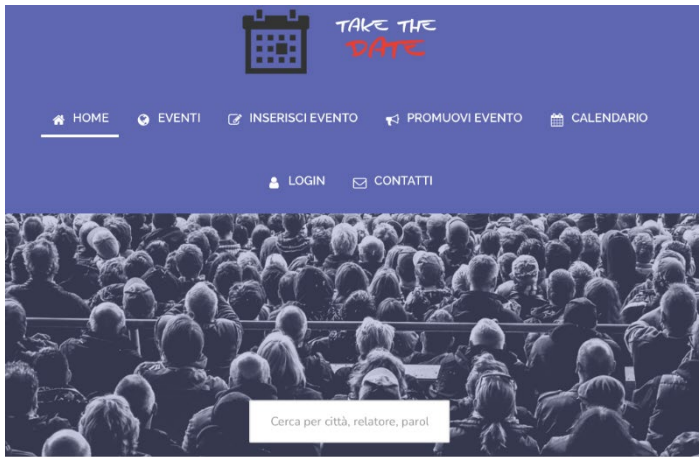 TAKE THE
DATE
HOME EVENTI INSERISCI EVENTO PROMUOVI EVENTO CALENDARIO
LOGIN CONTATTI
Cerca per città, relatore, parol